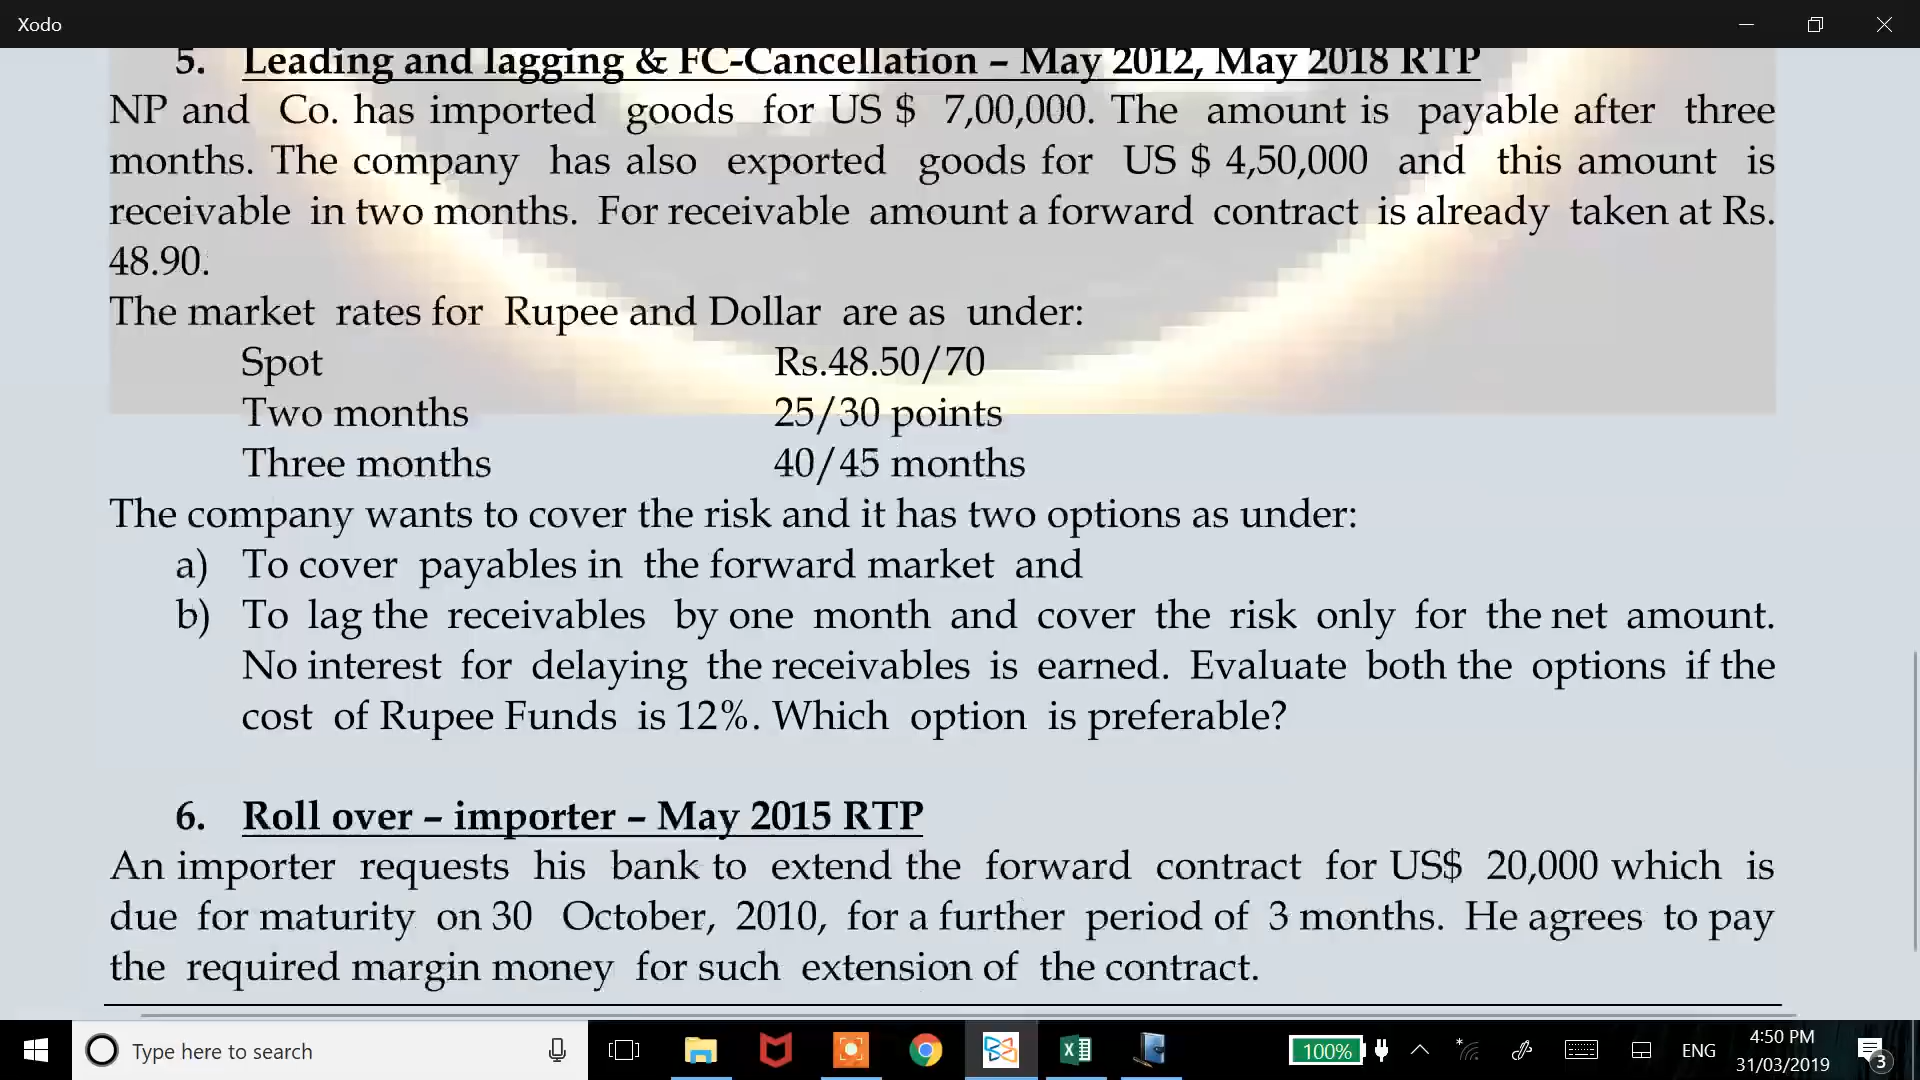 Xodo
5. Leading and lagging & FC-Cancellation – May 2012, May 2018 RTP
NP and Co. has imported goods for US $ 7,00,000. The amount is payable after three
months. The company has also exported goods for US $ 4,50,000 and this amount is
receivable in two months. For receivable amount a forward contract is already taken at Rs.
48.90.
The market rates for Rupee and Dollar are as under:
Spot Rs.48.50/70
Two months 25/30 points
Three months 40/45 months
The company wants to cover the risk and it has two options as under:
a) To cover payables in the forward market and
b) To lag the receivables by one month and cover the risk only for the net amount.
No interest for delaying the receivables is earned. Evaluate both the options if the
cost of Rupee Funds is 12%. Which option is preferable?
6. Roll over – importer – May 2015 RTP
An importer requests his bank to extend the forward contract for US$ 20,000 which is
due for maturity on 30 October, 2010, for a further period of 3 months. He agrees to pay
the required margin money for such extension of the contract.
Type here to search
100%
ENG
4:50 PM
31/03/2019
3